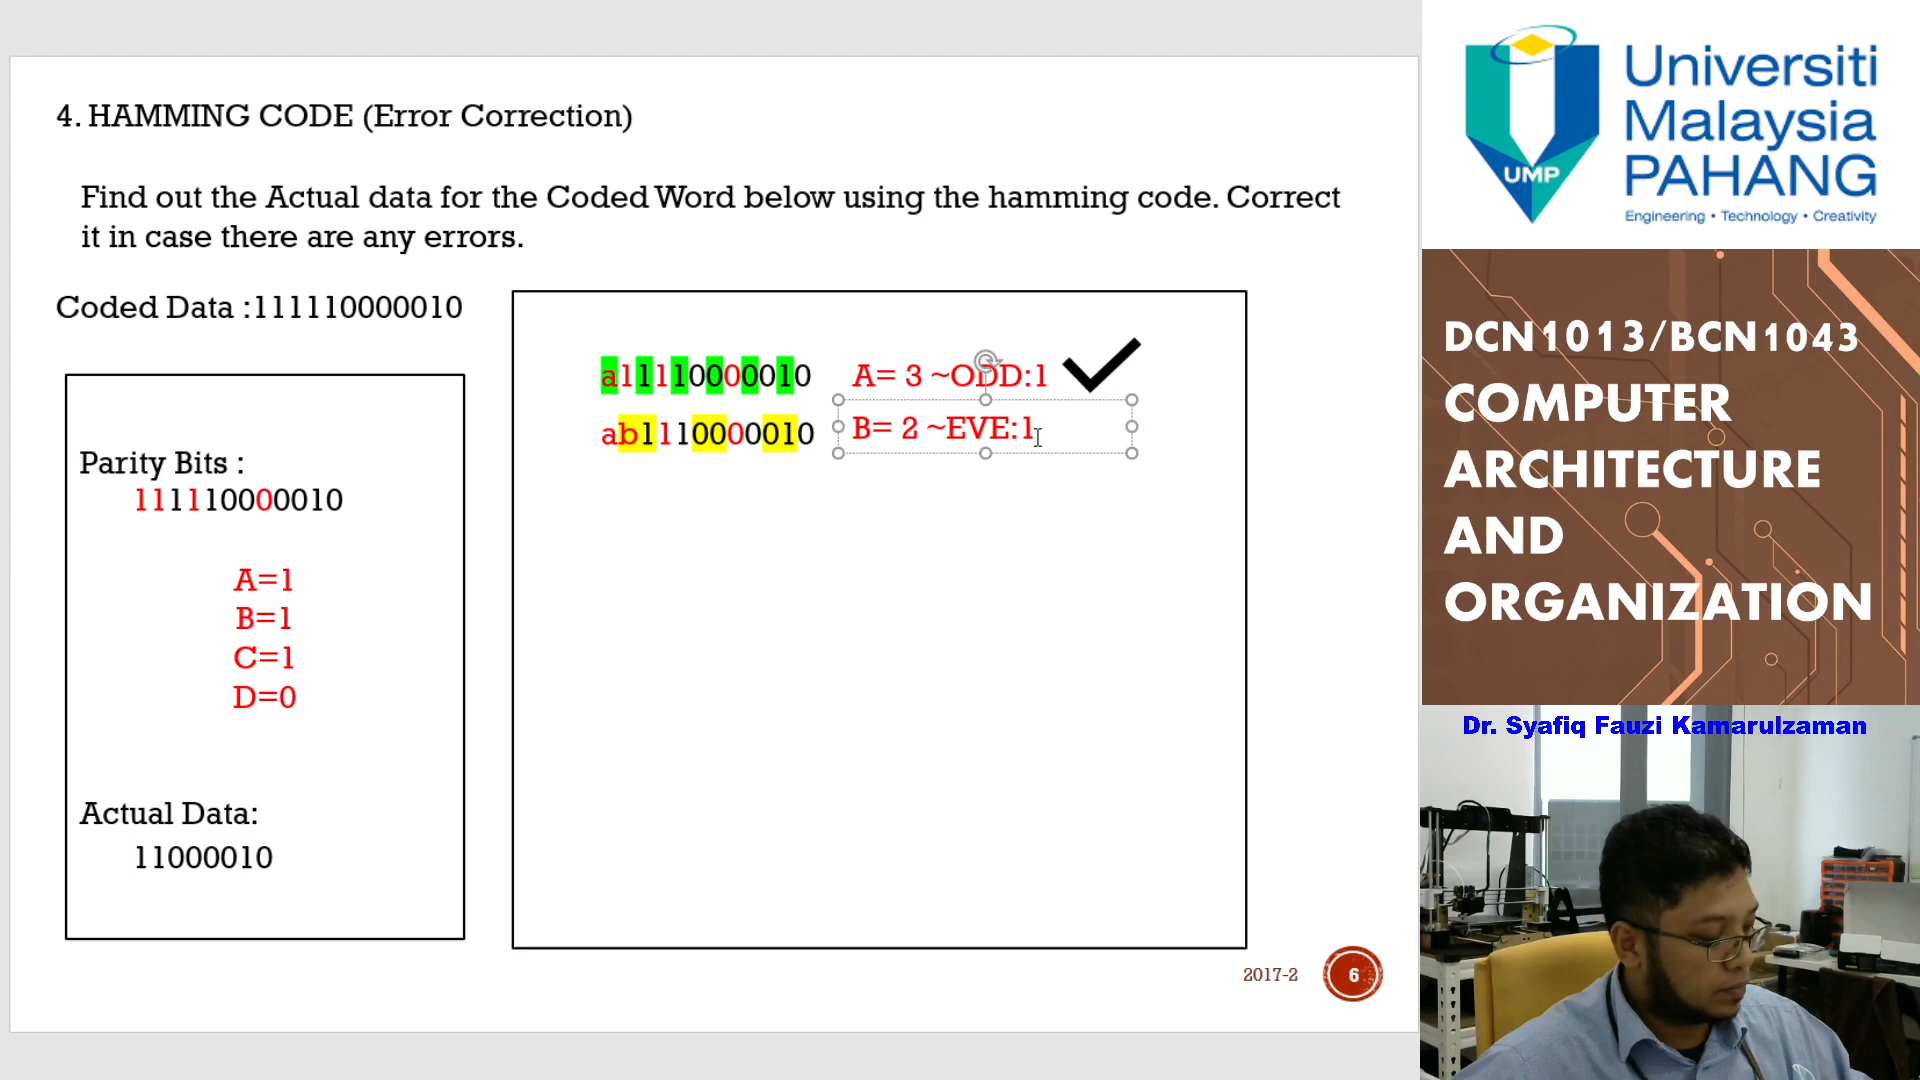 4. HAMMING CODE (Error Correction)
Find out the Actual data for the Coded Word below using the hamming code. Correct
it in case there are any errors.
Coded Data :111110000010
Parity Bits :
111110000010
A=1
B=1
C=1
D=0
Actual Data:
11000010
a11110000010
A= 3 ~ODD:1
ab1110000010
B= 2 ~EVE:1
2017-2
6
UMP
Universiti
Malaysia
PAHANG
Engineering • Technology • Creativity
DCN1013/BCN1043
COMPUTER
ARCHITECTURE
AND
ORGANIZATION
Dr. Syafiq Fauzi Kamarulzaman